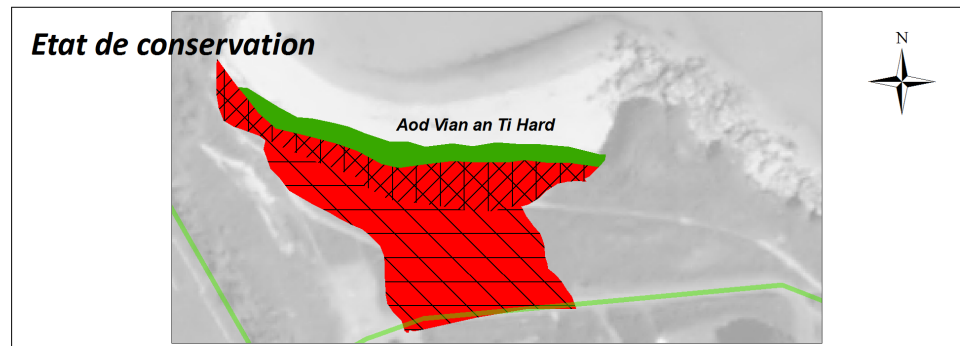 Etat de conservation
N
Aod Vian an Ti Hard